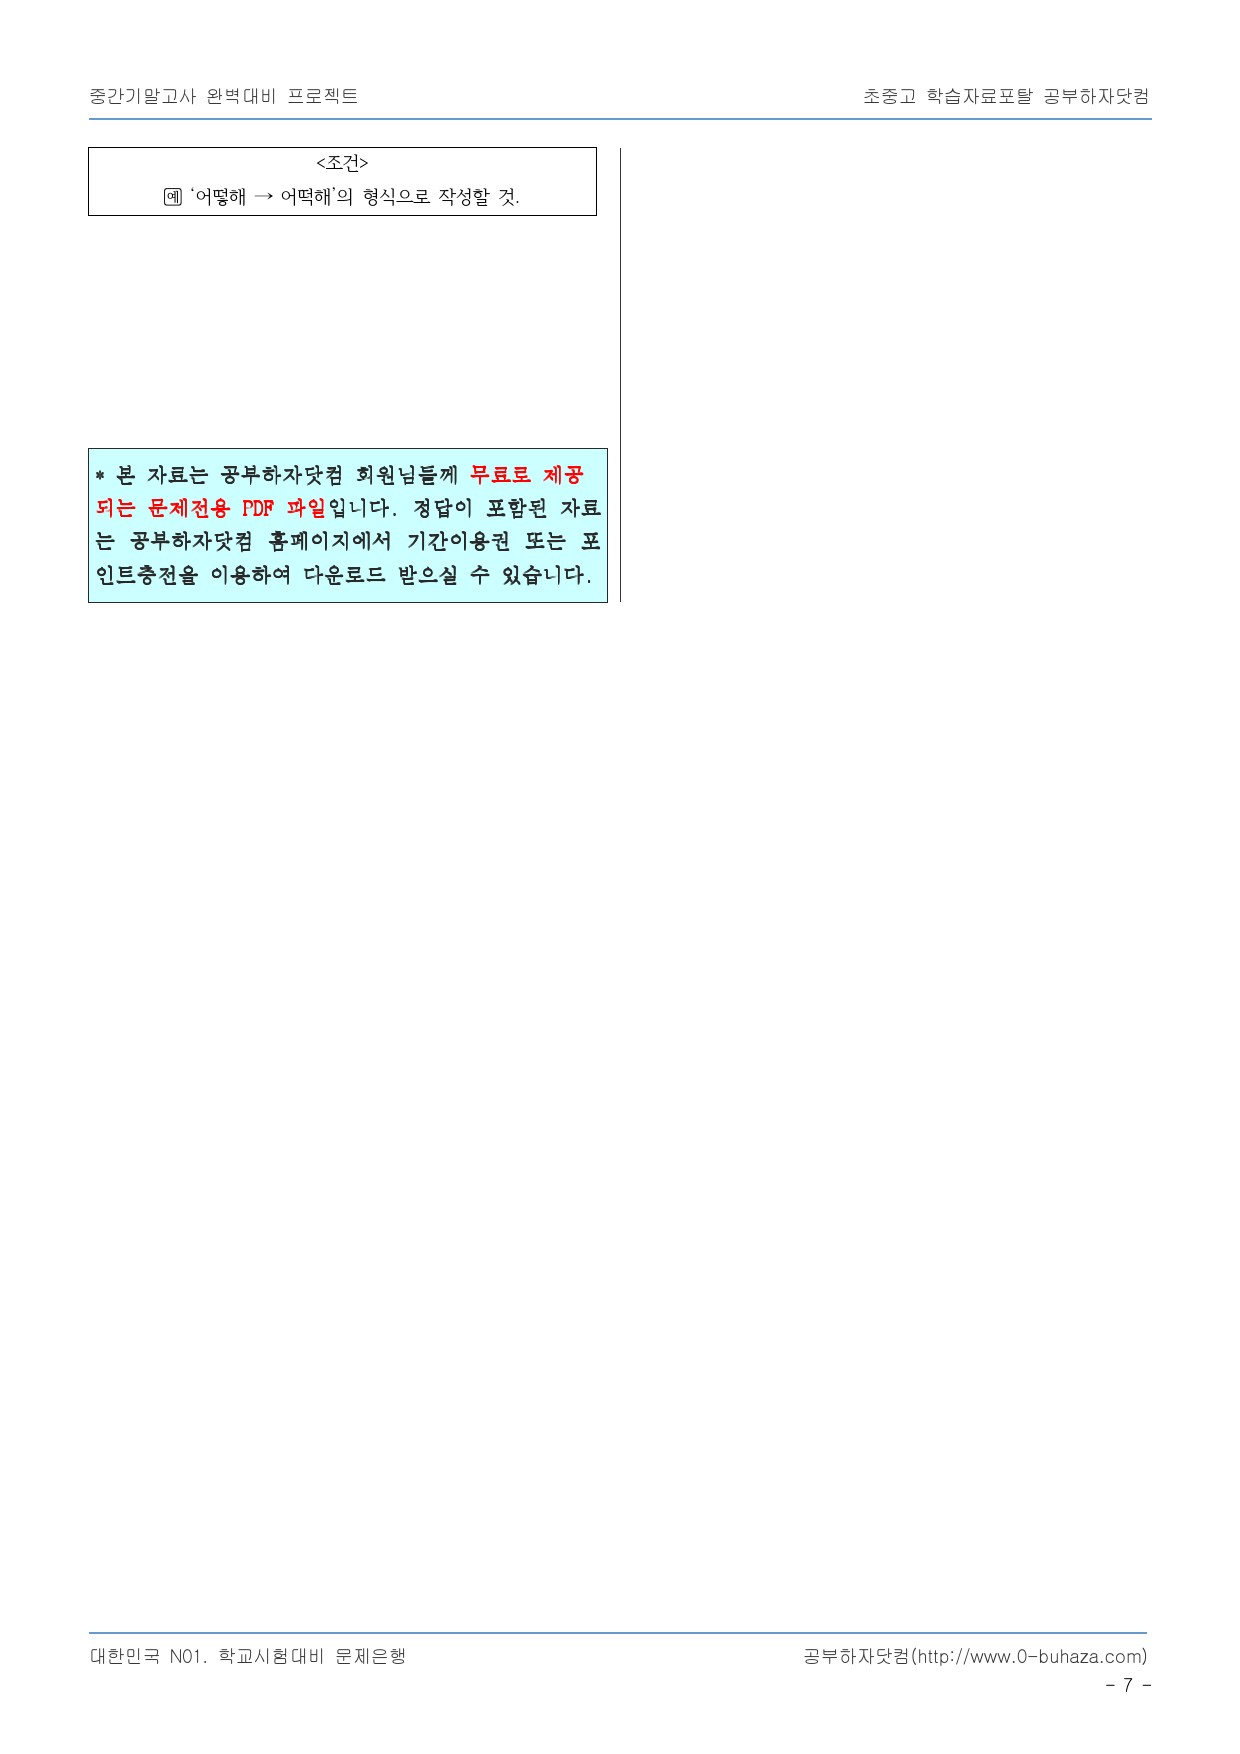 중간기말고사 완벽대비 프로젝트
초중고 학습자료포탈 공부하자닷컴
<조건>
예 ‘어떻해 → 어떡해’의 형식으로 작성할 것.
* 본 자료는 공부하자닷컴 회원님들께 무료로 제공
되는 문제전용 PDF 파일입니다. 정답이 포함된 자료
는 공부하자닷컴 홈페이지에서 기간이용권 또는 포
인트충전을 이용하여 다운로드 받으실 수 있습니다.
대한민국 N01. 학교시험대비 문제은행
공부하자닷컴(http://www.0-buhaza.com)
- 7 -